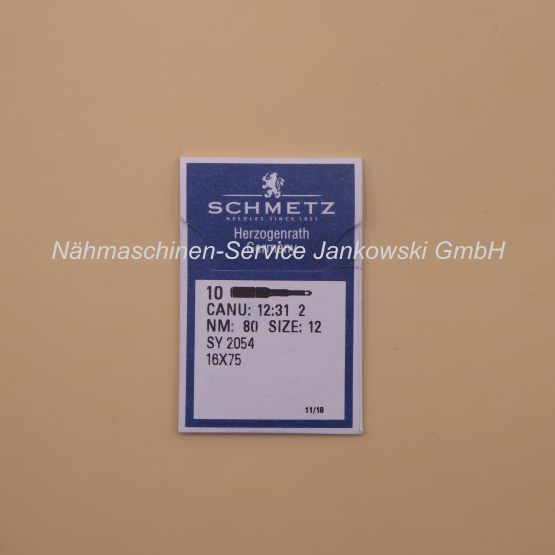 SCHMETZ
NEEDLES SINCE 1851
Herzogenrath
Germany
Nähmaschinen-Service Jankowski GmbH
10
CANU: 12:31 2
NM: 80 SIZE: 12
SY 2054
16X75
11/18